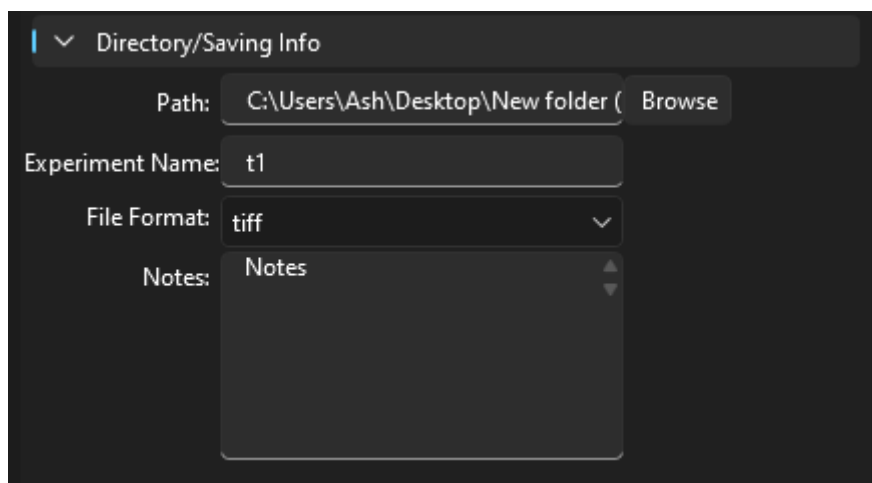 Directory/Saving Info
Path: C:\Users\Ash\Desktop\New folder ( Browse
Experiment Name: t1
File Format: tiff
Notes: Notes